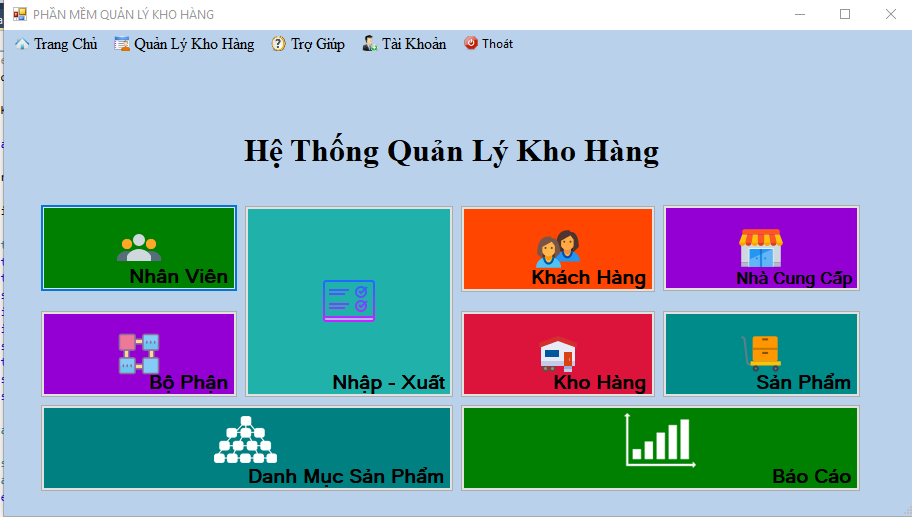 PHẦN MỀM QUẢN LÝ KHO HÀNG
Trang Chủ Quản Lý Kho Hàng Trợ Giúp Tài Khoản Thoát
Hệ Thống Quản Lý Kho Hàng
Nhân Viên
Khách Hàng
Nhà Cung Cấp
Bộ Phận
Nhập - Xuất
Kho Hàng
Sản Phẩm
Danh Mục Sản Phẩm
Báo Cáo